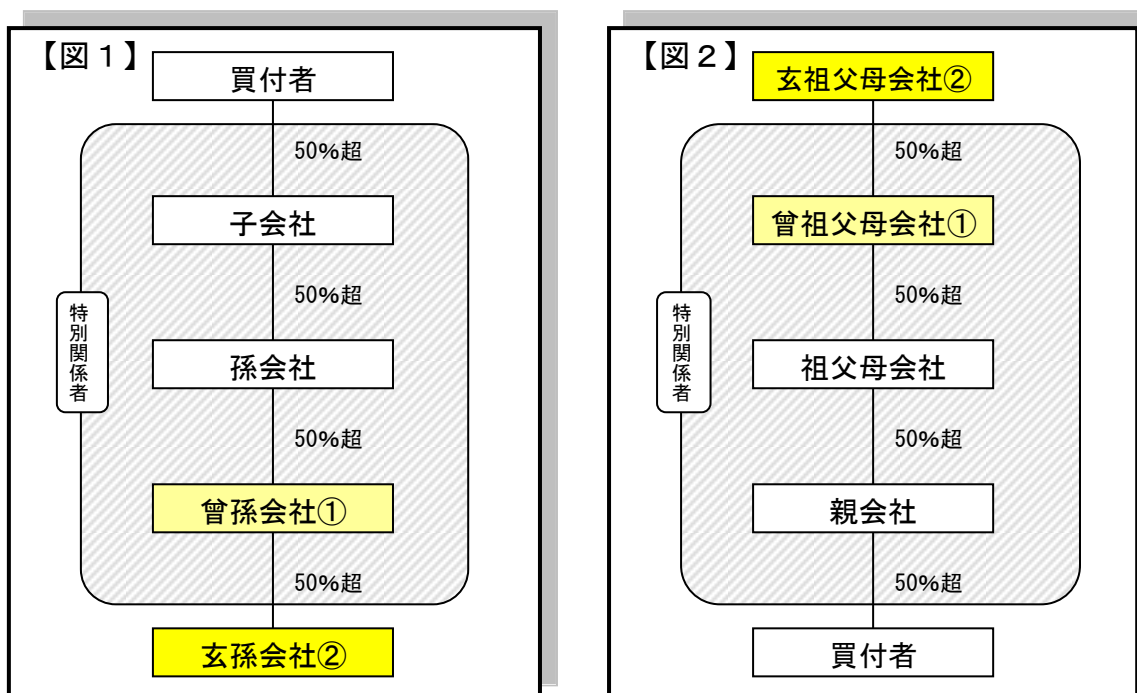 【図1】
買付者
50%超
子会社
50%超
特別関係者
孫会社
50%超
曾孫会社①
50%超
玄孫会社②
【図2】
玄祖父母会社②
50%超
曾祖父母会社①
50%超
特別関係者
祖父母会社
50%超
親会社
50%超
買付者